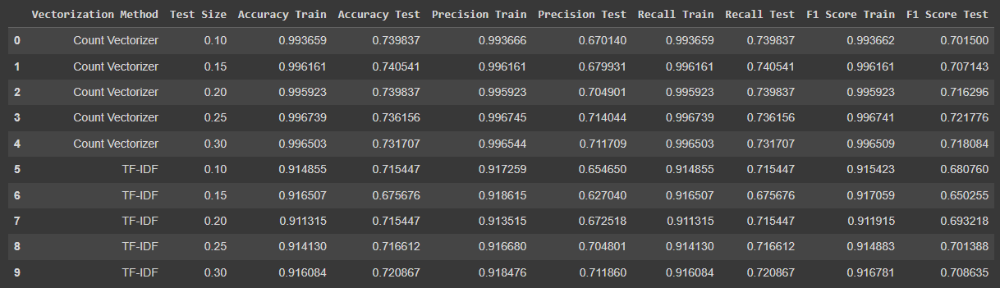 Vectorization Method Test Size Accuracy Train Accuracy Test Precision Train Precision Test Recall Train Recall Test F1 Score Train F1 Score Test
0 Count Vectorizer 0.10 0.993659 0.739837 0.993666 0.670140 0.993659 0.739837 0.993662 0.701500
1 Count Vectorizer 0.15 0.996161 0.740541 0.996161 0.679931 0.996161 0.740541 0.996161 0.707143
2 Count Vectorizer 0.20 0.995923 0.739837 0.995923 0.704901 0.995923 0.739837 0.995923 0.716296
3 Count Vectorizer 0.25 0.996739 0.736156 0.996745 0.714044 0.996739 0.736156 0.996741 0.721776
4 Count Vectorizer 0.30 0.996503 0.731707 0.996544 0.711709 0.996503 0.731707 0.996509 0.718084
5 TF-IDF 0.10 0.914855 0.715447 0.917259 0.654650 0.914855 0.715447 0.915423 0.680760
6 TF-IDF 0.15 0.916507 0.675676 0.918615 0.627040 0.916507 0.675676 0.917059 0.650255
7 TF-IDF 0.20 0.911315 0.715447 0.913515 0.672518 0.911315 0.715447 0.911915 0.693218
8 TF-IDF 0.25 0.914130 0.716612 0.916680 0.704801 0.914130 0.716612 0.914883 0.701388
9 TF-IDF 0.30 0.916084 0.720867 0.918476 0.711860 0.916084 0.720867 0.916781 0.708635